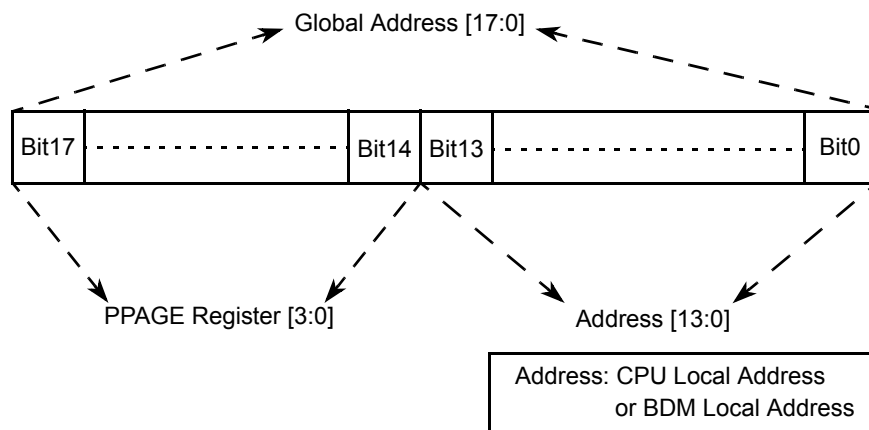 Global Address [17:0]
Bit17 Bit14 Bit13 Bit0
PPAGE Register [3:0]
Address [13:0]
Address: CPU Local Address
or BDM Local Address